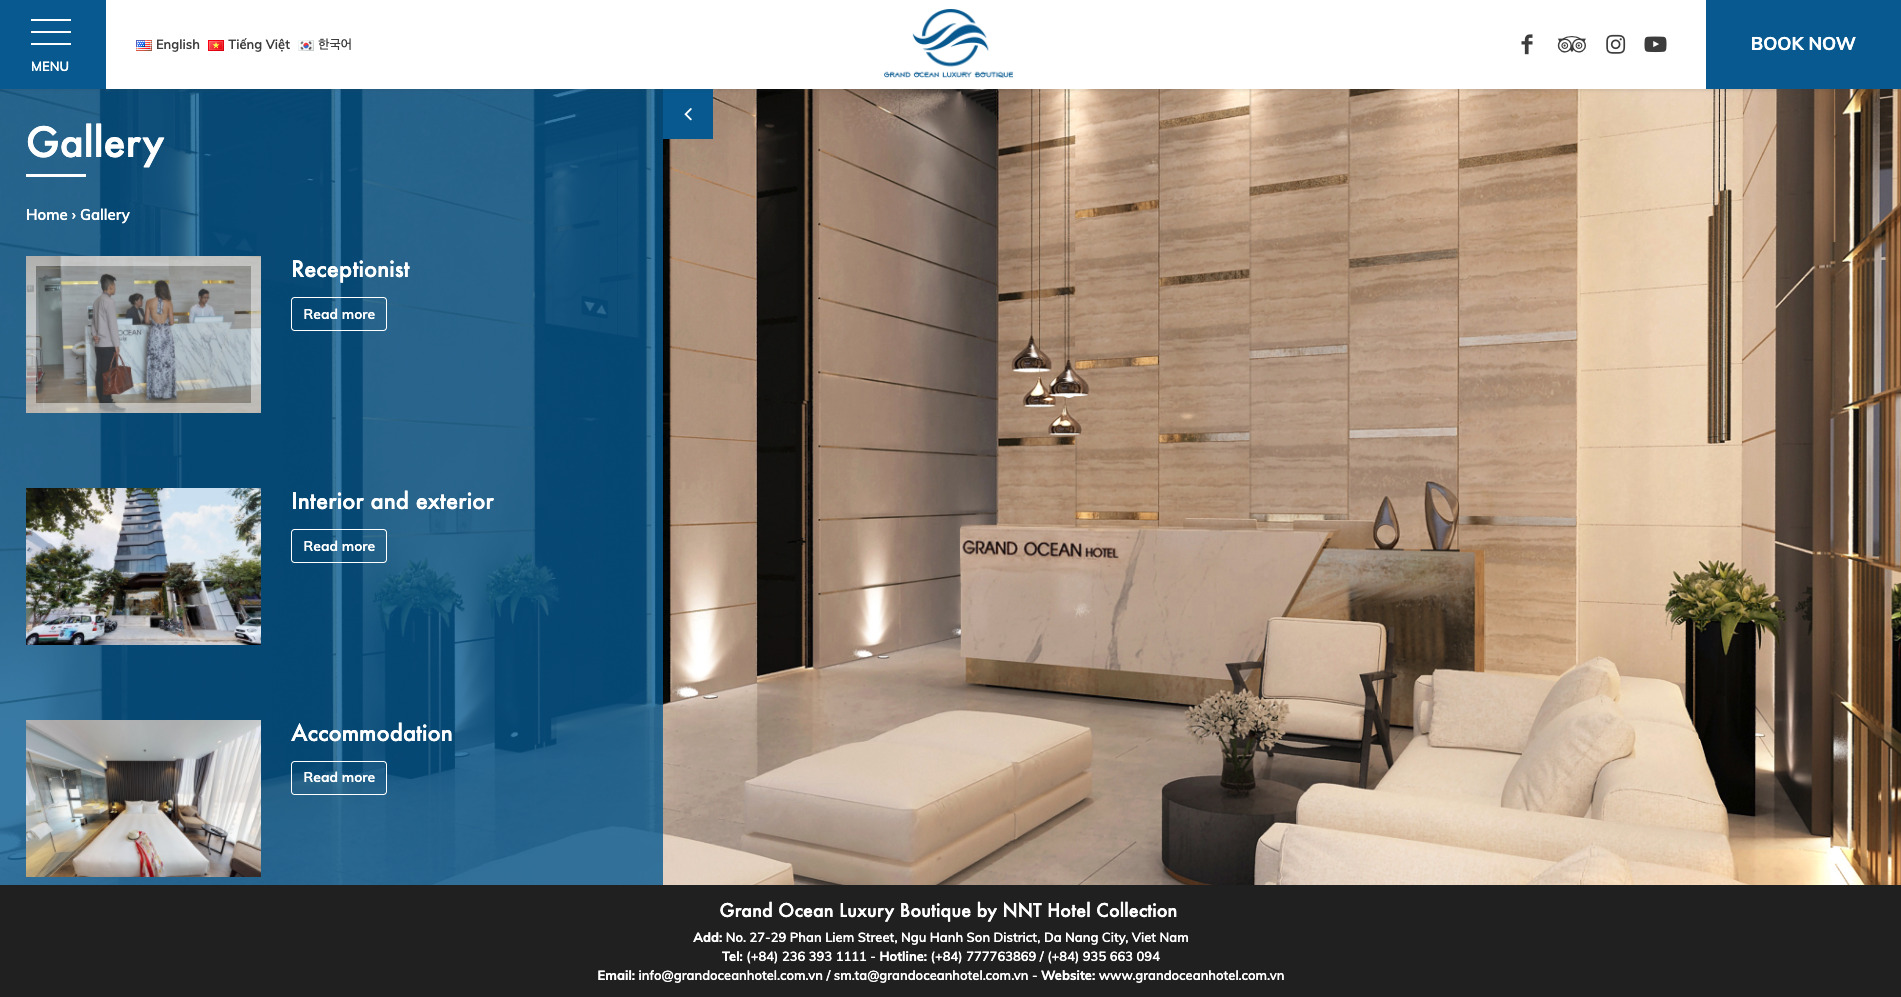 MENU
English Tiếng Việt 한국어
GRAND OCEAN LUXURY BOUTIQUE
BOOK NOW
Gallery
Home › Gallery
Receptionist
Read more
OCEAN
Interior and exterior
Read more
Accommodation
Read more
GRAND OCEAN HOTEL
Grand Ocean Luxury Boutique by NNT Hotel Collection
Add: No. 27-29 Phan Liem Street, Ngu Hanh Son District, Da Nang City, Viet Nam
Tel: (+84) 236 393 1111 - Hotline: (+84) 777763869 / (+84) 935 663 094
Email: info@grandoceanhotel.com.vn / sm.ta@grandoceanhotel.com.vn - Website: www.grandoceanhotel.com.vn